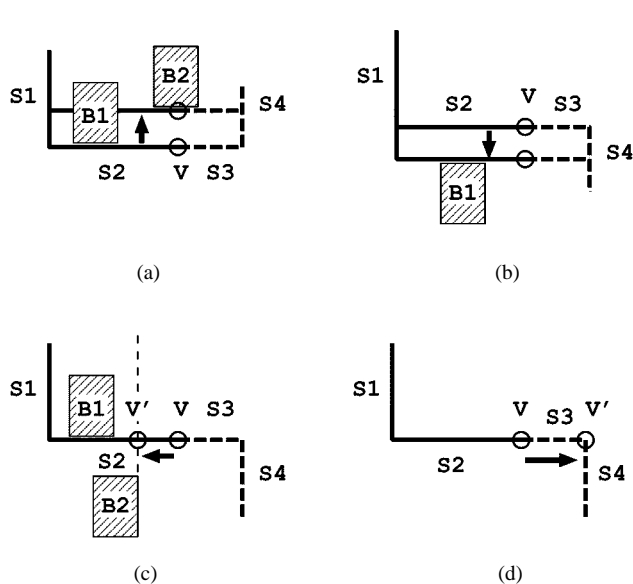 B2
S1
B1
S4
S2 V S3
(a)
S1
V
S2 S3
S4
B1
(b)
S1
B1 V' V S3
S2
S4
B2
(c)
S1
V S3 V'
S2 S4
(d)